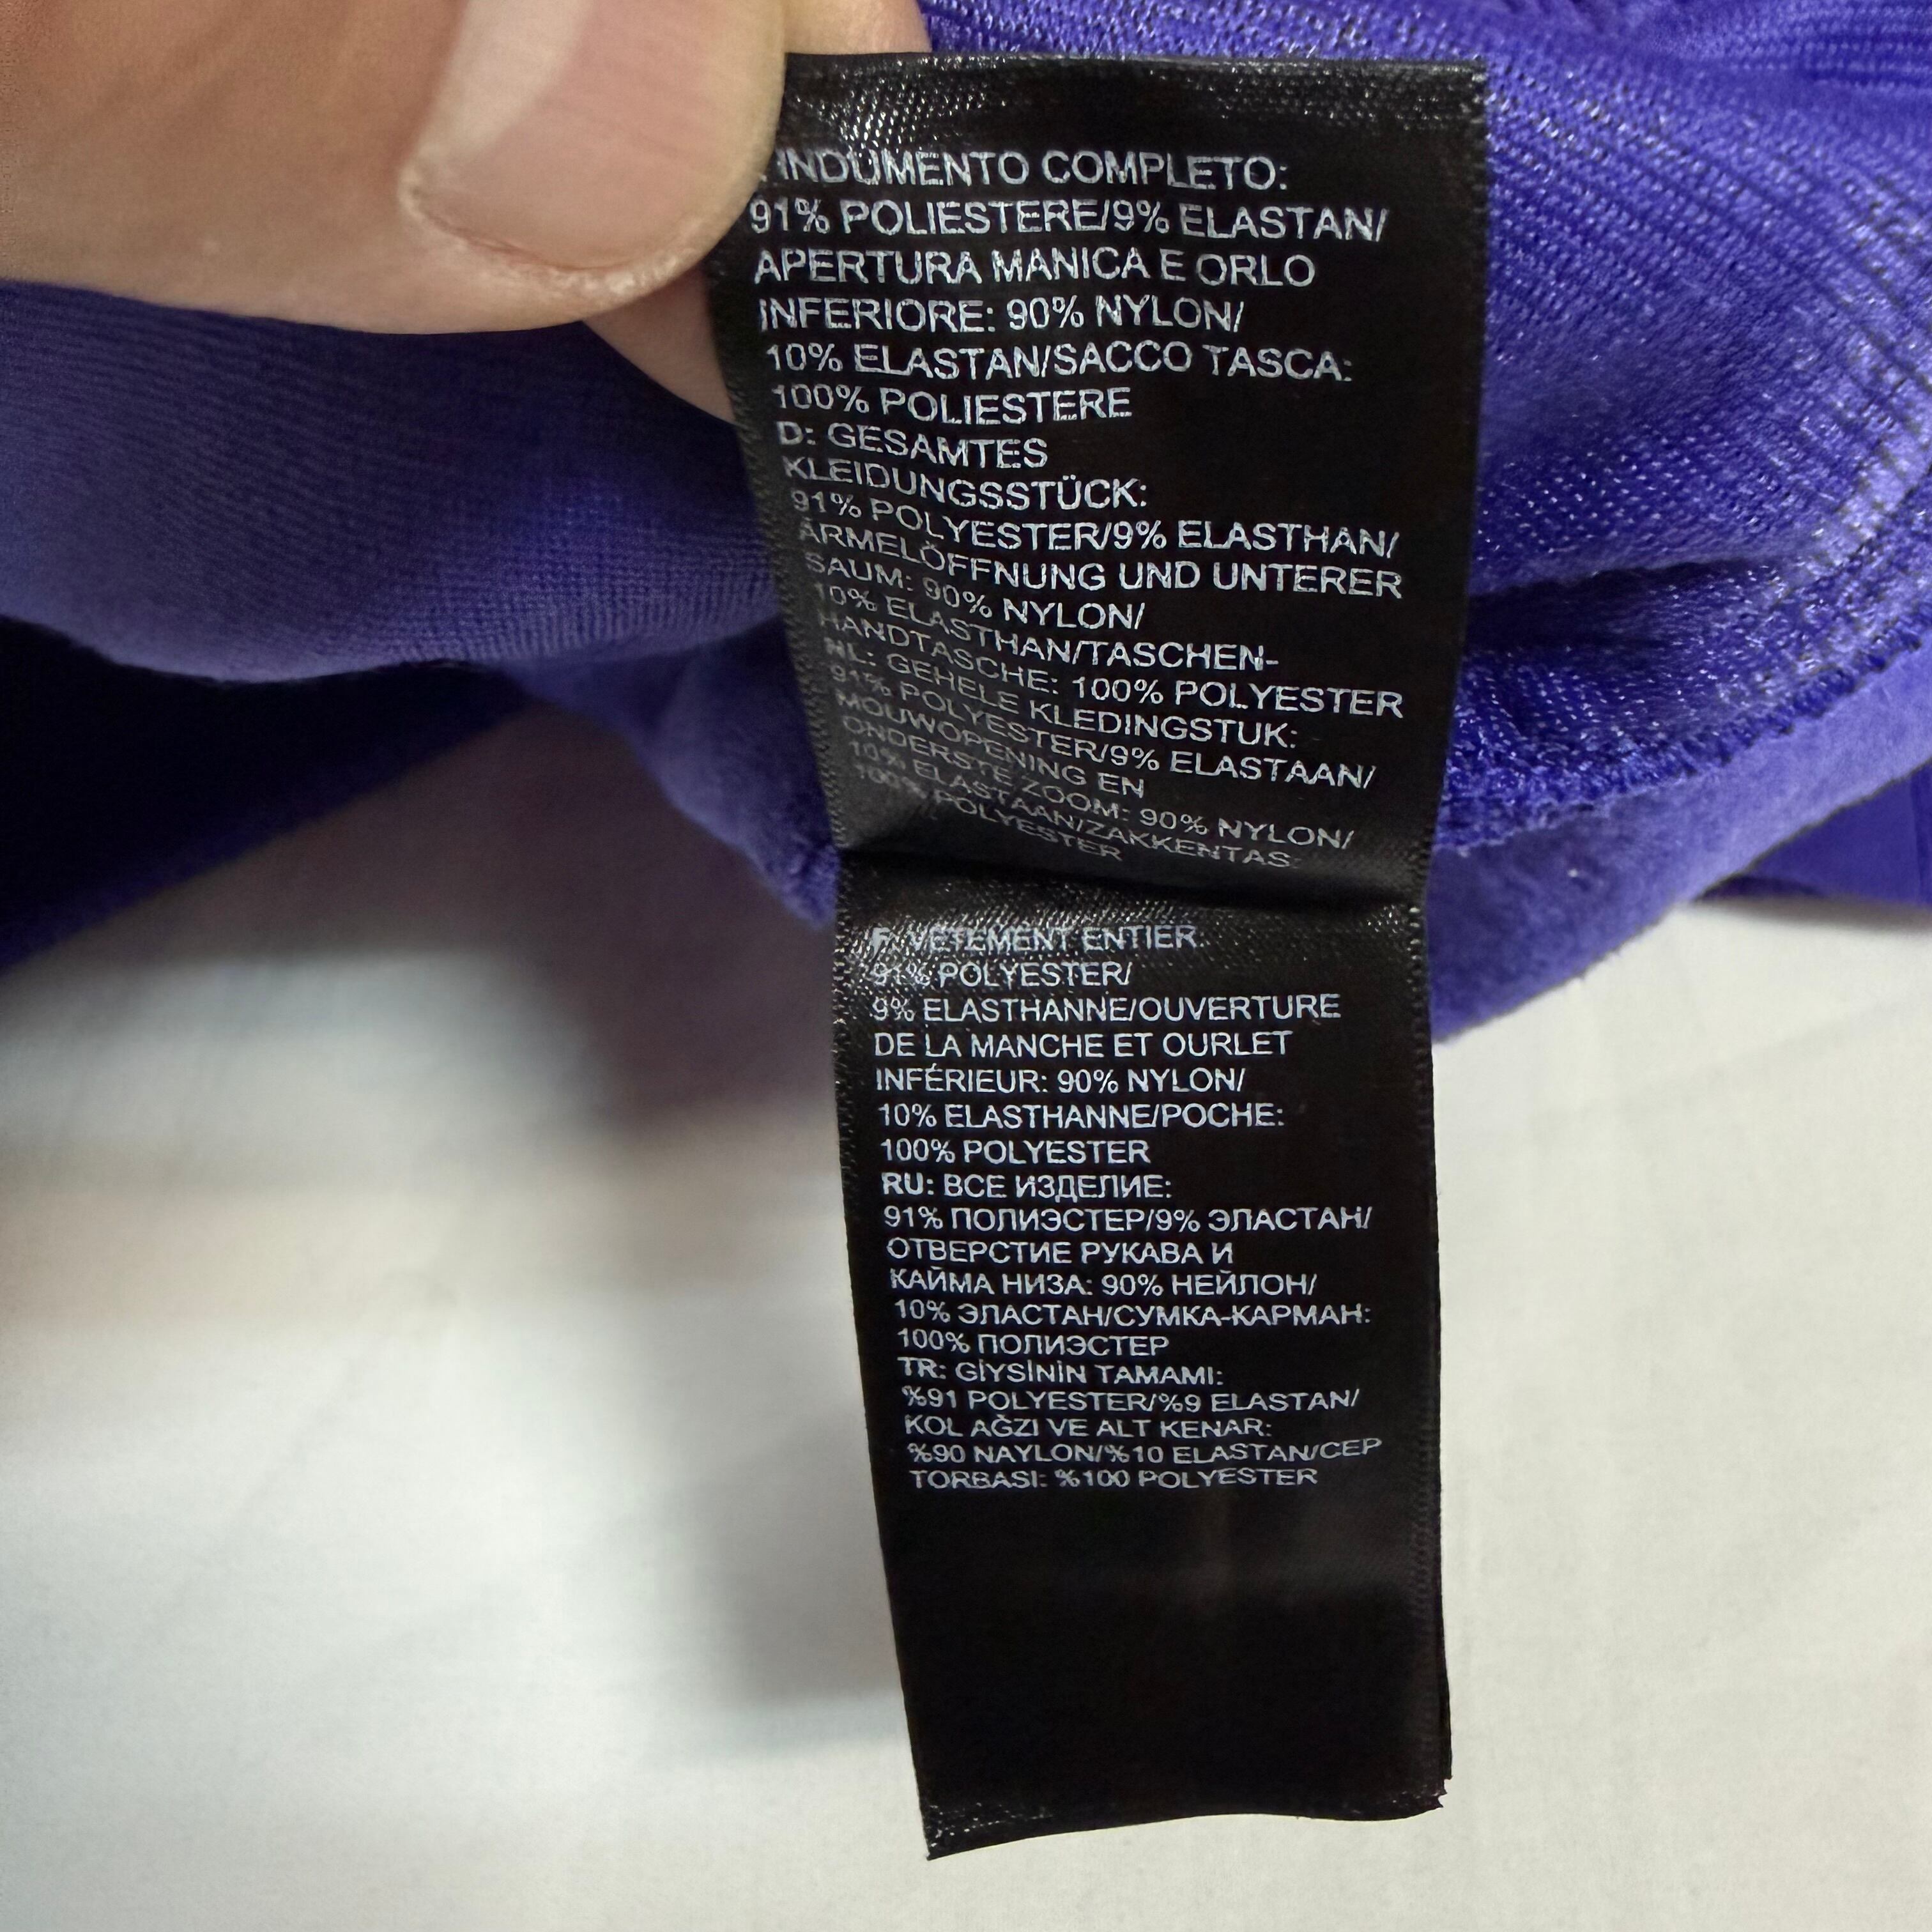 INDUMENTO COMPLETO:
91% POLIESTERE/9% ELASTAN/
APERTURA MANICA E ORLO
INFERIORE: 90% NYLON/
10% ELASTAN/SACCO TASCA:
100% POLIESTERE
D: GESAMTES
KLEIDUNGSSTÜCK:
91% POLYESTER/9% ELASTHAN/
ÄRMELÖFFNUNG UND UNTERER
SAUM: 90% NYLON/
10% ELASTHAN/TASCHEN-
HANDTASCHE: 100% POLYESTER
NL: GEHELE KLEDINGSTUK:
91% POLYESTER/9% ELASTAAN/
MOUWOPENING EN
ONDERSTE ZOOM: 90% NYLON/
10% ELASTAAN/ZAKKENTAS:
100% POLYESTER
F: VÊTEMENT ENTIER:
91% POLYESTER/
9% ELASTHANNE/OUVERTURE
DE LA MANCHE ET OURLET
INFÉRIEUR: 90% NYLON/
10% ELASTHANNE/POCHE:
100% POLYESTER
RU: ВСЕ ИЗДЕЛИЕ:
91% ПОЛИЭСТЕР/9% ЭЛАСТАН/
ОТВЕРСТИЕ РУКАВА И
КАЙМА НИЗА: 90% НЕЙЛОН/
10% ЭЛАСТАН/СУМКА-КАРМАН:
100% ПОЛИЭСТЕР
TR: GİYSİNİN TAMAMI:
%91 POLYESTER/%9 ELASTAN/
KOL AĞZI VE ALT KENAR:
%90 NAYLON/%10 ELASTAN/CEP
TORBASI: %100 POLYESTER